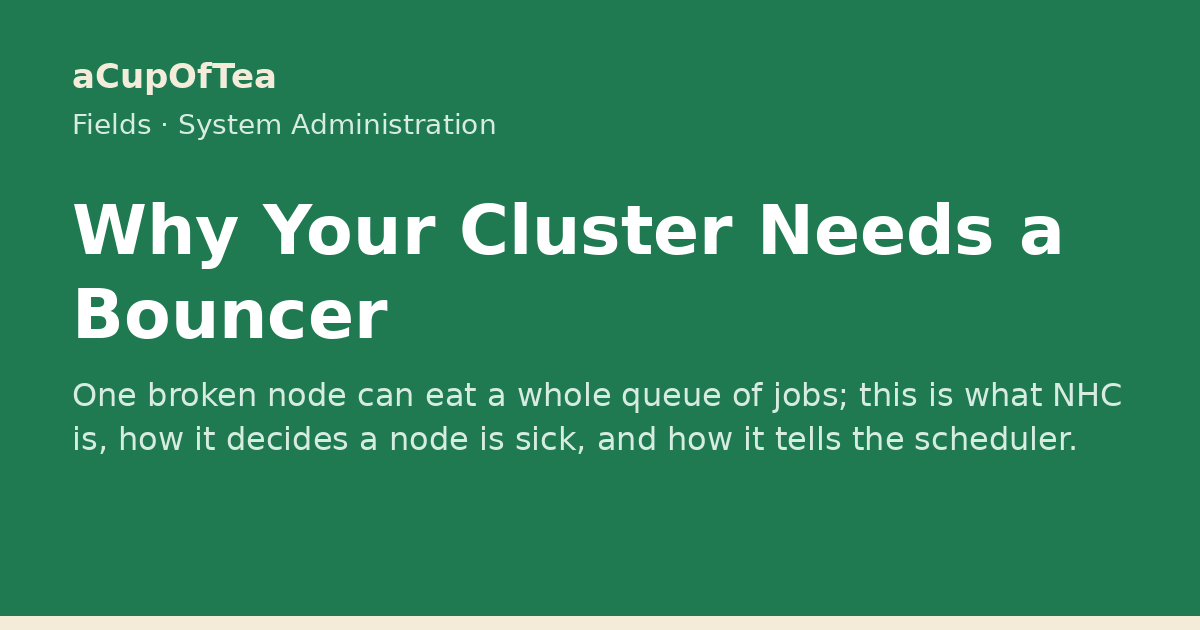 aCupOfTea
Fields · System Administration
Why Your Cluster Needs a
Bouncer
One broken node can eat a whole queue of jobs; this is what NHC
is, how it decides a node is sick, and how it tells the scheduler.